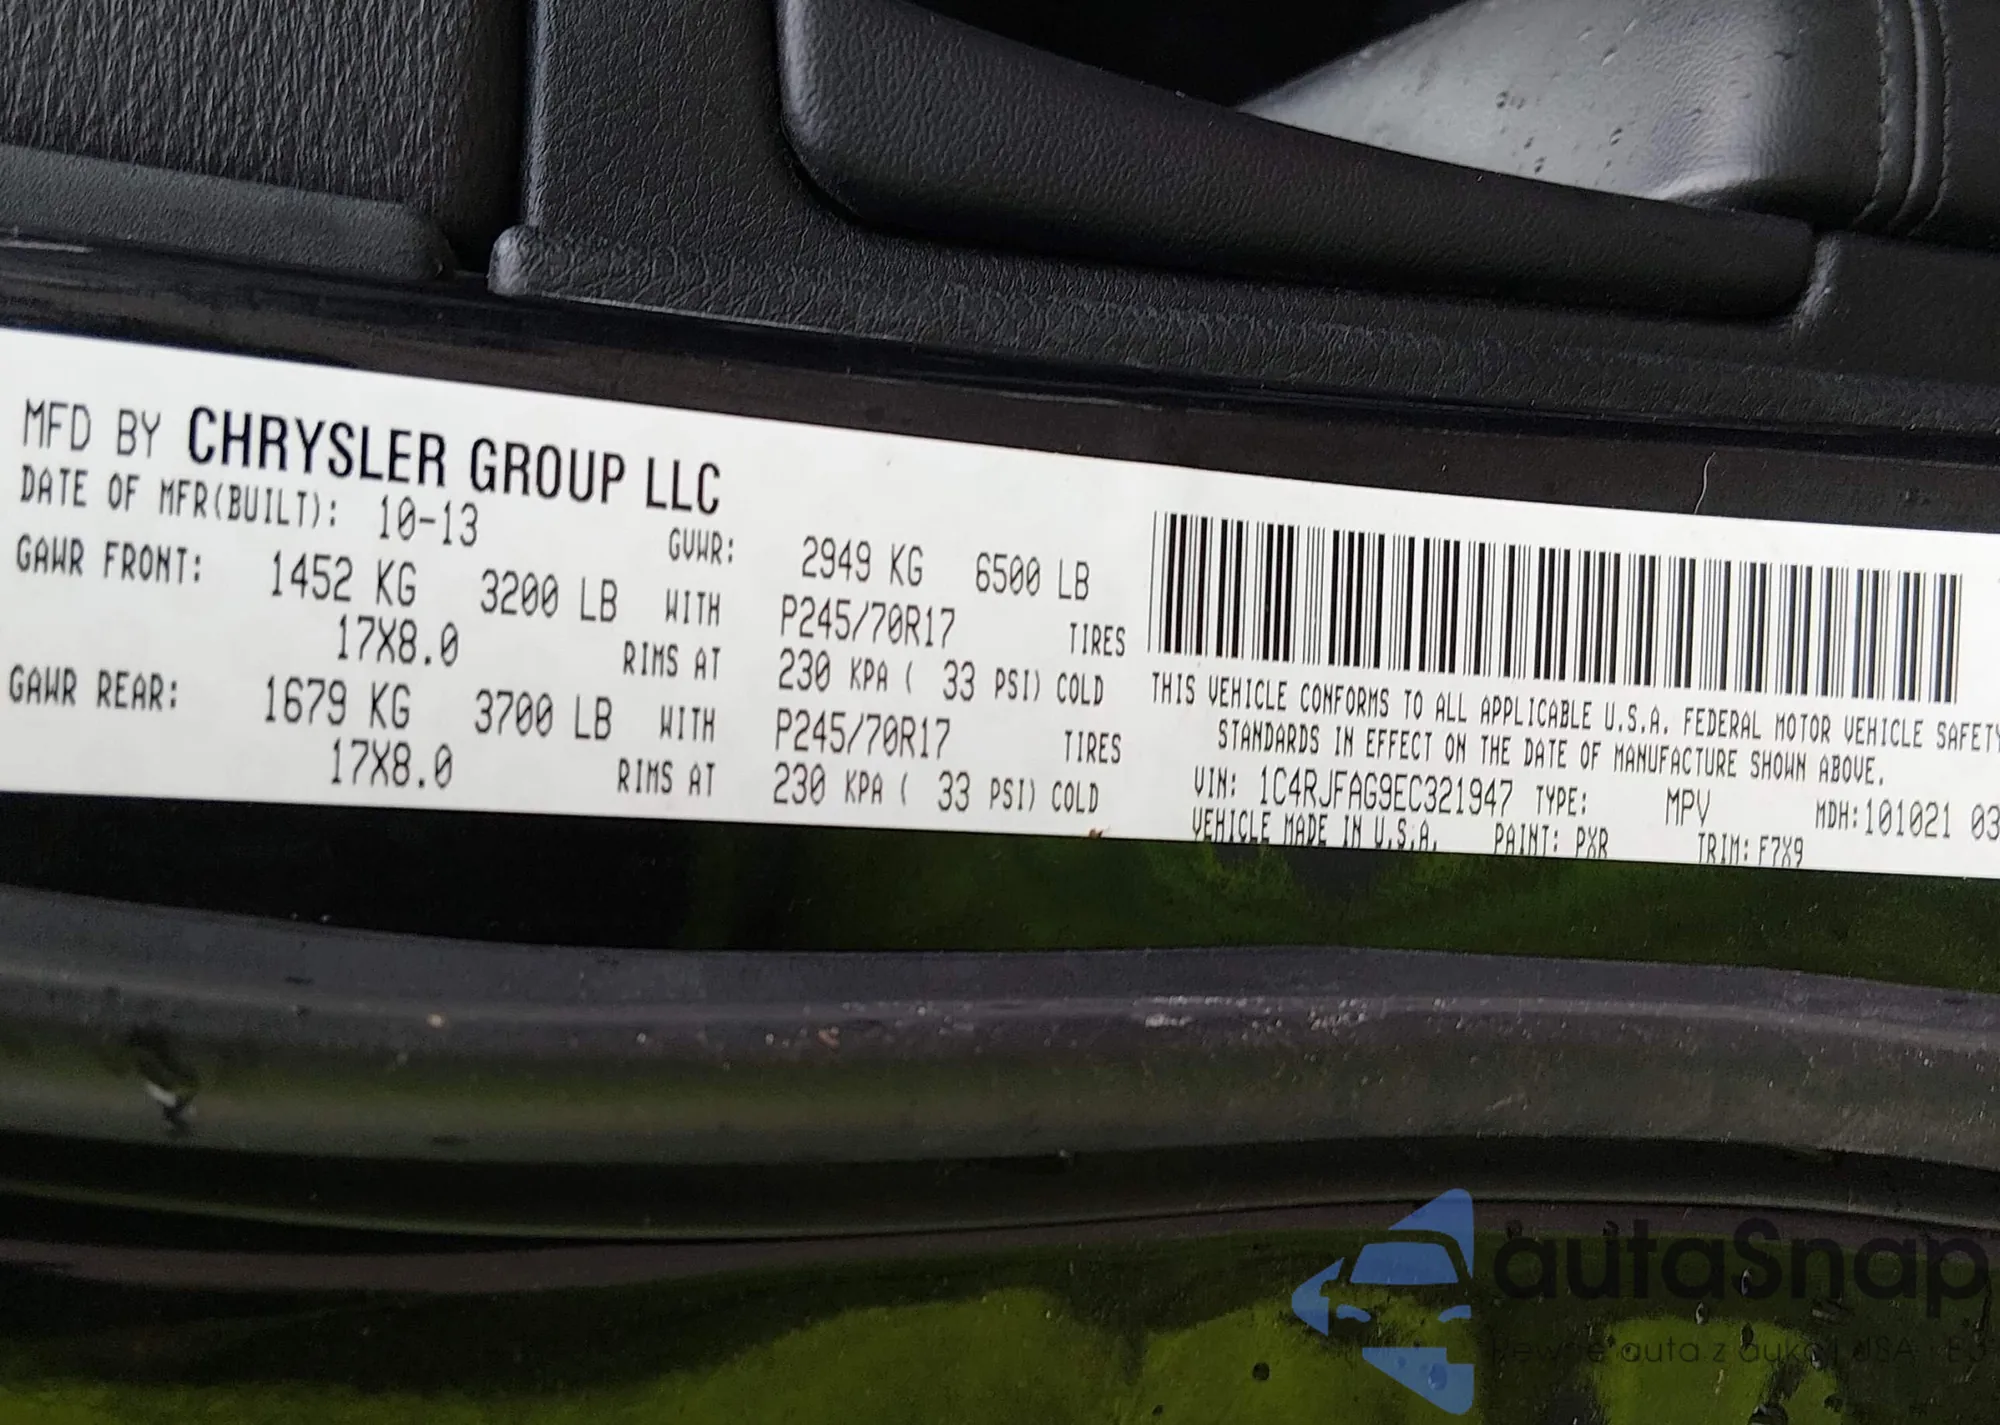 MFD BY CHRYSLER GROUP LLC
DATE OF MFR(BUILT): 10-13 GVWR: 2949 KG 6500 LB
GAWR FRONT: 1452 KG 3200 LB WITH P245/70R17 TIRES
17X8.0 RIMS AT 230 KPA ( 33 PSI) COLD
GAWR REAR: 1679 KG 3700 LB WITH P245/70R17 TIRES
17X8.0 RIMS AT 230 KPA ( 33 PSI) COLD
THIS VEHICLE CONFORMS TO ALL APPLICABLE U.S.A. FEDERAL MOTOR VEHICLE SAFETY
STANDARDS IN EFFECT ON THE DATE OF MANUFACTURE SHOWN ABOVE.
VIN: 1C4RJFAG9EC321947 TYPE: MPV MDH:101021 03
VEHICLE MADE IN U.S.A. PAINT: PXR TRIM: F7X9
autaSnap
auta z